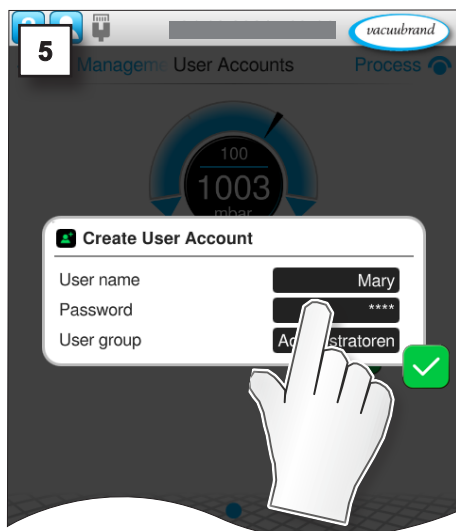 vacuubrand
5
Manageme User Accounts Process
100
1003
mbar
Create User Account
User name Mary
Password ****
User group Ad stratoren